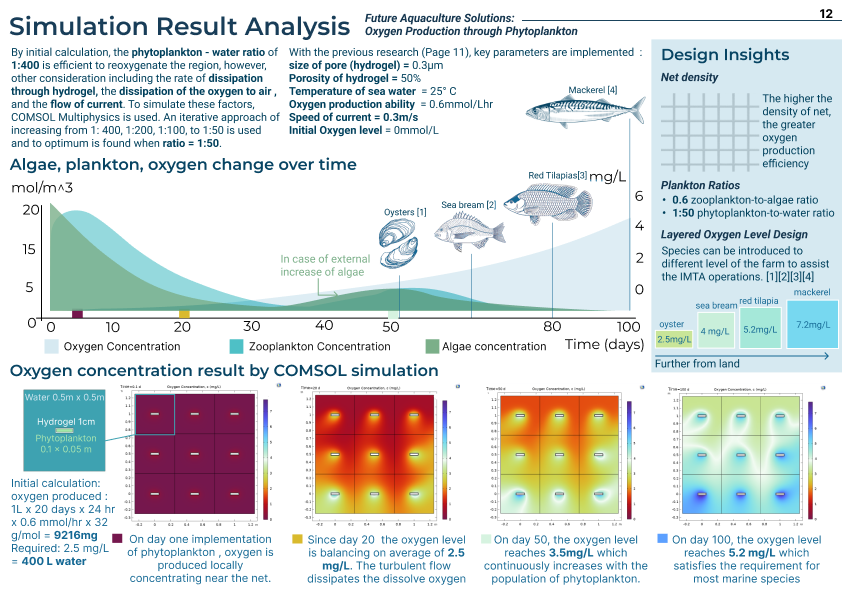 Simulation Result Analysis
Future Aquaculture Solutions:
Oxygen Production through Phytoplankton
12
By initial calculation, the phytoplankton - water ratio of
1:400 is efficient to reoxygenate the region, however,
other consideration including the rate of dissipation
through hydrogel, the dissipation of the oxygen to air ,
and the flow of current. To simulate these factors,
COMSOL Multiphysics is used. An iterative approach of
increasing from 1: 400, 1:200, 1:100, to 1:50 is used
and to optimum is found when ratio = 1:50.
With the previous research (Page 11), key parameters are implemented :
size of pore (hydrogel) = 0.3μm
Porosity of hydrogel = 50%
Temperature of sea water = 25° C
Oxygen production ability = 0.6mmol/Lhr
Speed of current = 0.3m/s
Initial Oxygen level = 0mmol/L
Mackerel [4]
Algae, plankton, oxygen change over time
mol/m^3
mg/L
20
15
5
0
6
4
2
0
Oysters [1]
Sea bream [2]
Red Tilapias[3]
In case of external
increase of algae
0 10 20 30 40 50 80 100
Time (days)
Oxygen Concentration
Zooplankton Concentration
Algae concentration
Design Insights
Net density
The higher the
density of net,
the greater
oxygen
production
efficiency
Plankton Ratios
• 0.6 zooplankton-to-algae ratio
• 1:50 phytoplankton-to-water ratio
Layered Oxygen Level Design
Species can be introduced to
different level of the farm to assist
the IMTA operations. [1][2][3][4]
oyster
2.5mg/L
sea bream
4 mg/L
red tilapia
5.2mg/L
mackerel
7.2mg/L
Further from land
Oxygen concentration result by COMSOL simulation
Water 0.5m x 0.5m
Hydrogel 1cm
Phytoplankton
0.1 × 0.05 m
Initial calculation:
oxygen produced :
1L x 20 days x 24 hr
x 0.6 mmol/hr x 32
g/mol = 9216mg
Required: 2.5 mg/L
= 400 L water
On day one implementation
of phytoplankton , oxygen is
produced locally
concentrating near the net.
Since day 20 the oxygen level
is balancing on average of 2.5
mg/L. The turbulent flow
dissipates the dissolve oxygen
On day 50, the oxygen level
reaches 3.5mg/L which
continuously increases with the
population of phytoplankton.
On day 100, the oxygen level
reaches 5.2 mg/L which
satisfies the requirement for
most marine species